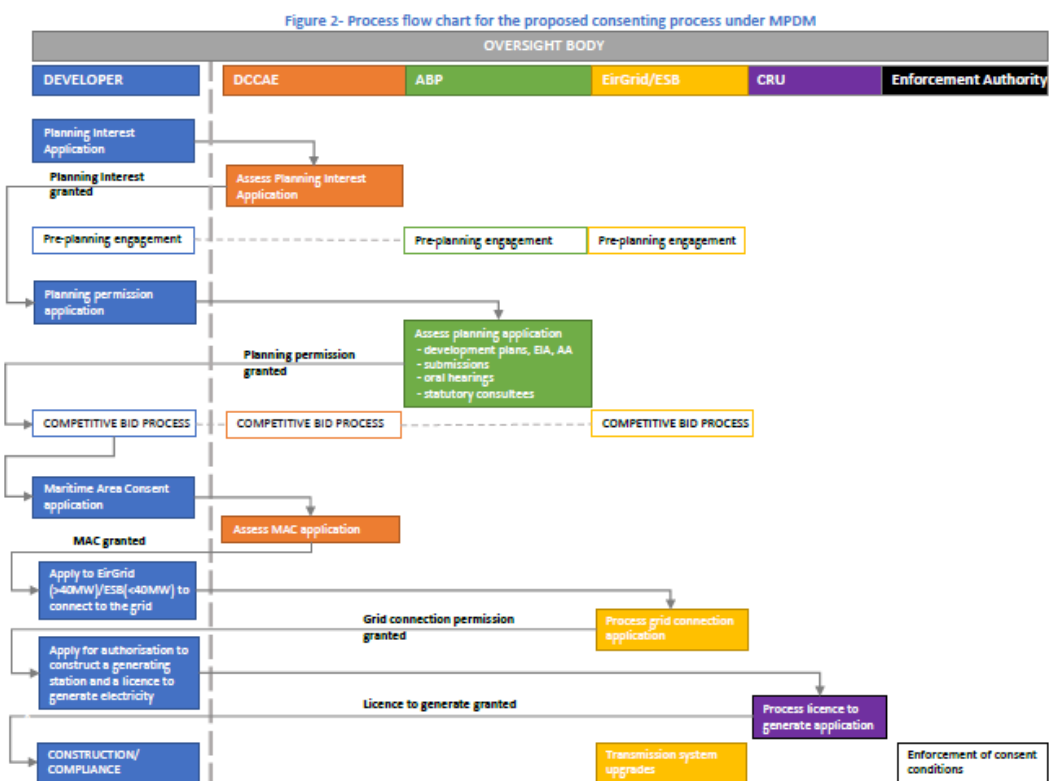 Figure 2- Process flow chart for the proposed consenting process under MPDM
OVERSIGHT BODY
DEVELOPER
DCCAE
ABP
EirGrid/ESB
CRU
Enforcement Authority
Planning Interest
Application
Planning Interest
granted
Assess Planning Interest
Application
Pre-planning engagement
Pre-planning engagement
Pre-planning engagement
Planning permission
application
Assess planning application
- development plans, EIA, AA
- submissions
- oral hearings
- statutory consultees
Planning permission
granted
COMPETITIVE BID PROCESS
COMPETITIVE BID PROCESS
COMPETITIVE BID PROCESS
Maritime Area Consent
application
Assess MAC application
MAC granted
Apply to EirGrid
(>40MW)/ESB(<40MW) to
connect to the grid
Process grid connection
application
Grid connection permission
granted
Apply for authorisation to
construct a generating
station and a licence to
generate electricity
Process licence to
generate application
Licence to generate granted
CONSTRUCTION/
COMPLIANCE
Transmission system
upgrades
Enforcement of consent
conditions